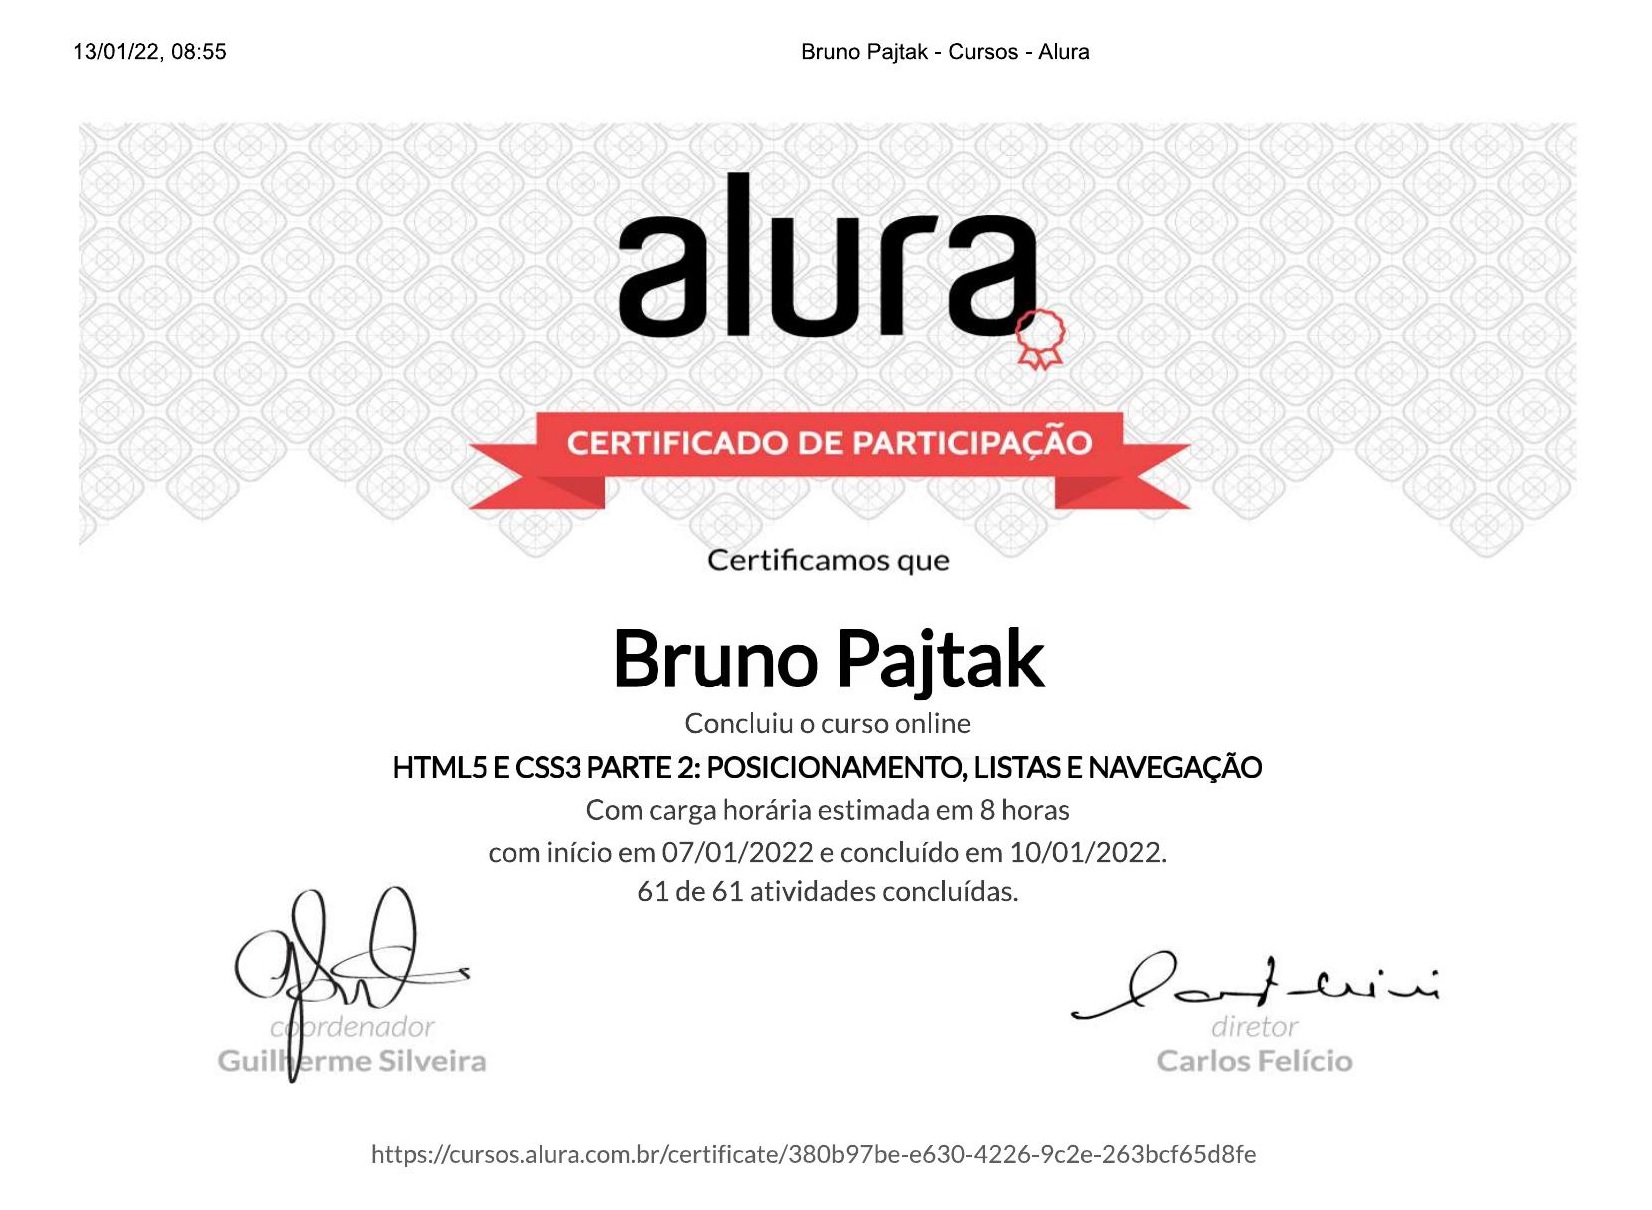 13/01/22, 08:55
Bruno Pajtak - Cursos - Alura
alura
CERTIFICADO DE PARTICIPAÇÃO
Certificamos que
Bruno Pajtak
Concluiu o curso online
HTML5 E CSS3 PARTE 2: POSICIONAMENTO, LISTAS E NAVEGAÇÃO
Com carga horária estimada em 8 horas
com início em 07/01/2022 e concluído em 10/01/2022.
61 de 61 atividades concluídas.
coordenador
Guilherme Silveira
diretor
Carlos Felício
https://cursos.alura.com.br/certificate/380b97be-e630-4226-9c2e-263bcf65d8fe